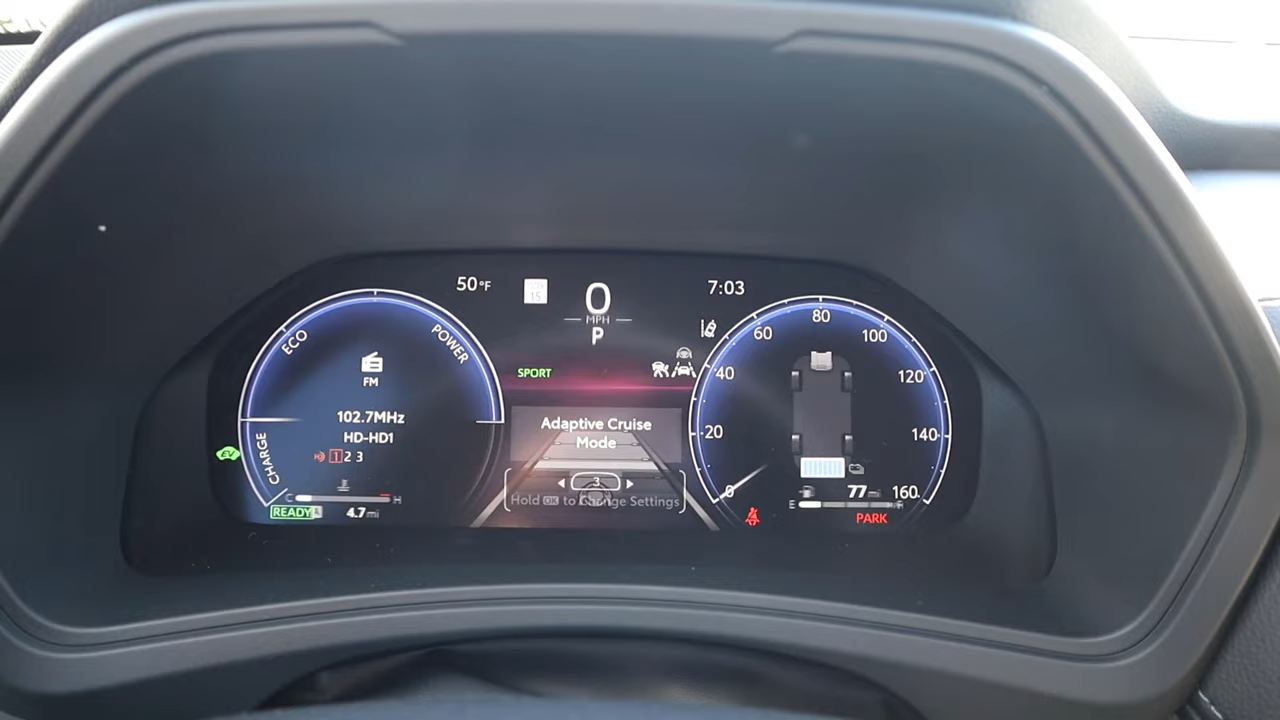 50°F
15
0
MPH
P
7:03
ECO
POWER
CHARGE
FM
102.7MHz
HD-HD1
1 2 3
EV
C H
READY A
4.7 mi
SPORT
Adaptive Cruise
Mode
3
Hold OK to Change Settings
0
20
40
60
80
100
120
140
160
77 mi
E
PARK